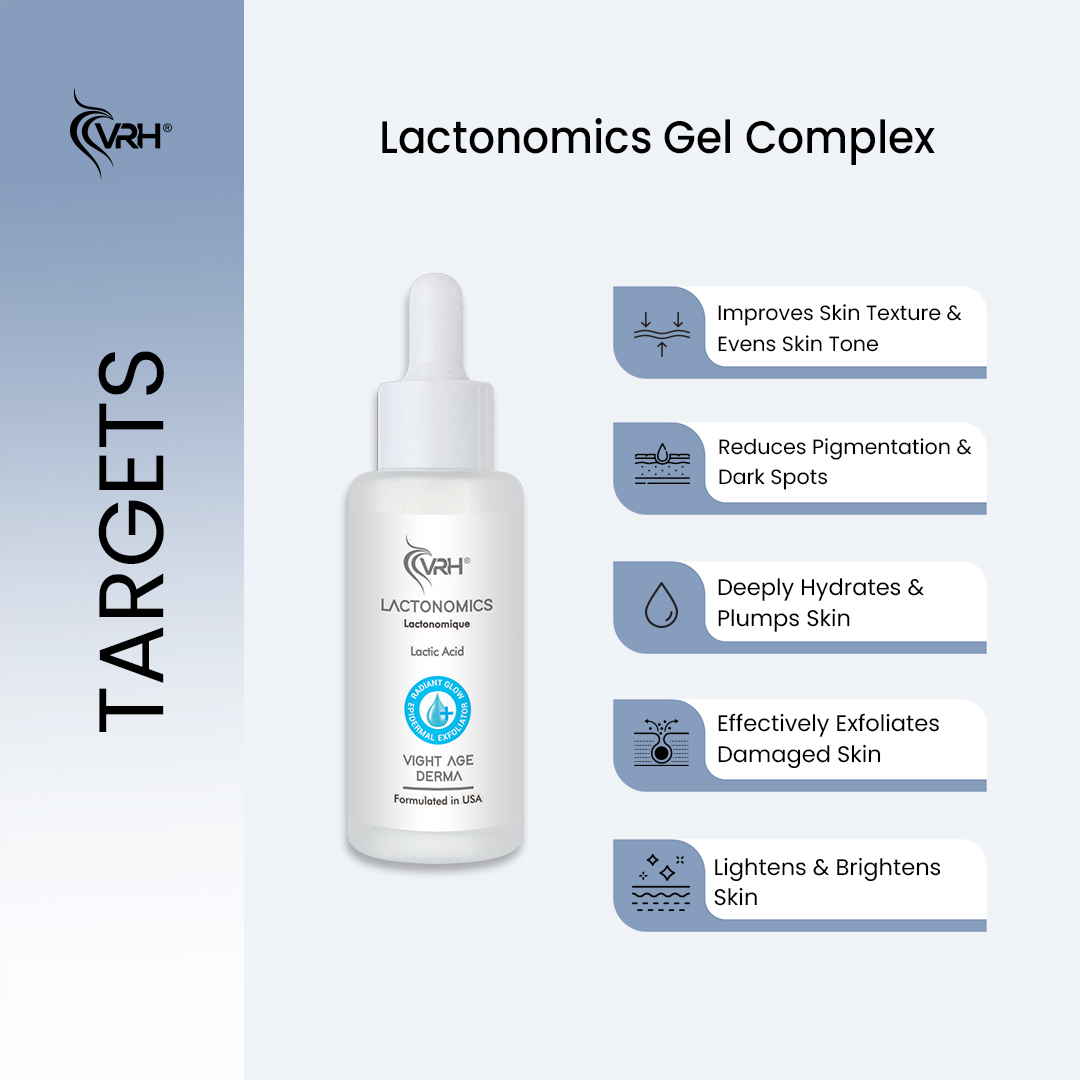 VRH®
TARGETS
Lactonomics Gel Complex
VRH®
LACTONOMICS
Lactonomique
Lactic Acid
RADIANT GLOW
EPIDERMAL EXFOLIATOR
VIGHT AGE
DERMA
Formulated in USA
Improves Skin Texture &
Evens Skin Tone
Reduces Pigmentation &
Dark Spots
Deeply Hydrates &
Plumps Skin
Effectively Exfoliates
Damaged Skin
Lightens & Brightens
Skin